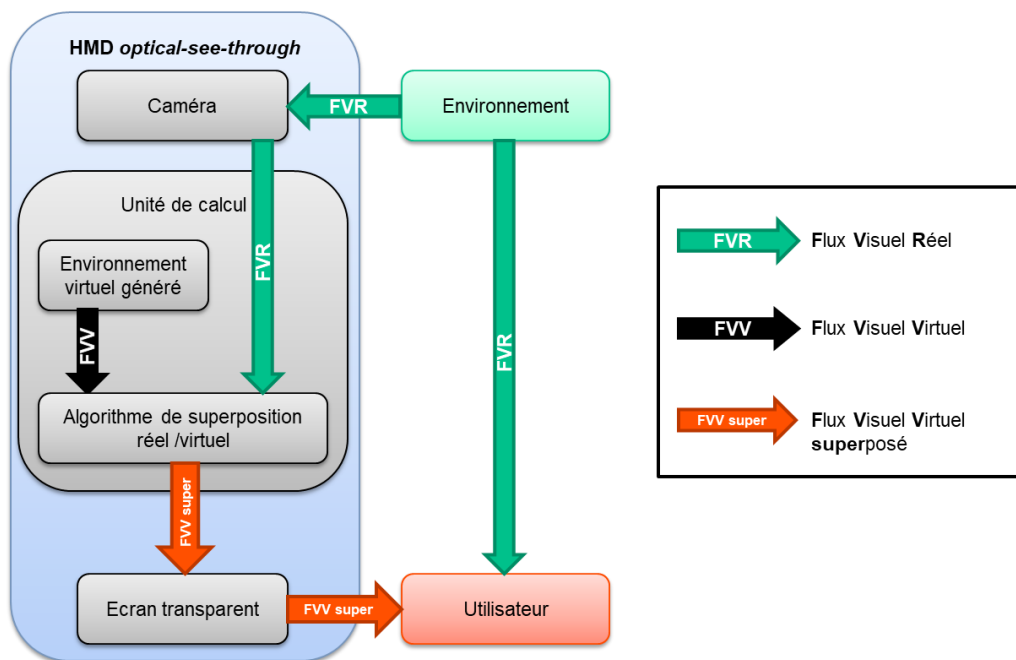 HMD optical-see-through
Caméra
FVR
Environnement
Unité de calcul
Environnement
virtuel généré
FVR
FVV
Algorithme de superposition
réel /virtuel
FVR
FVV super
Ecran transparent
FVV super
Utilisateur
FVR
Flux Visuel Réel
FVV
Flux Visuel Virtuel
FVV super
Flux Visuel Virtuel
superposé